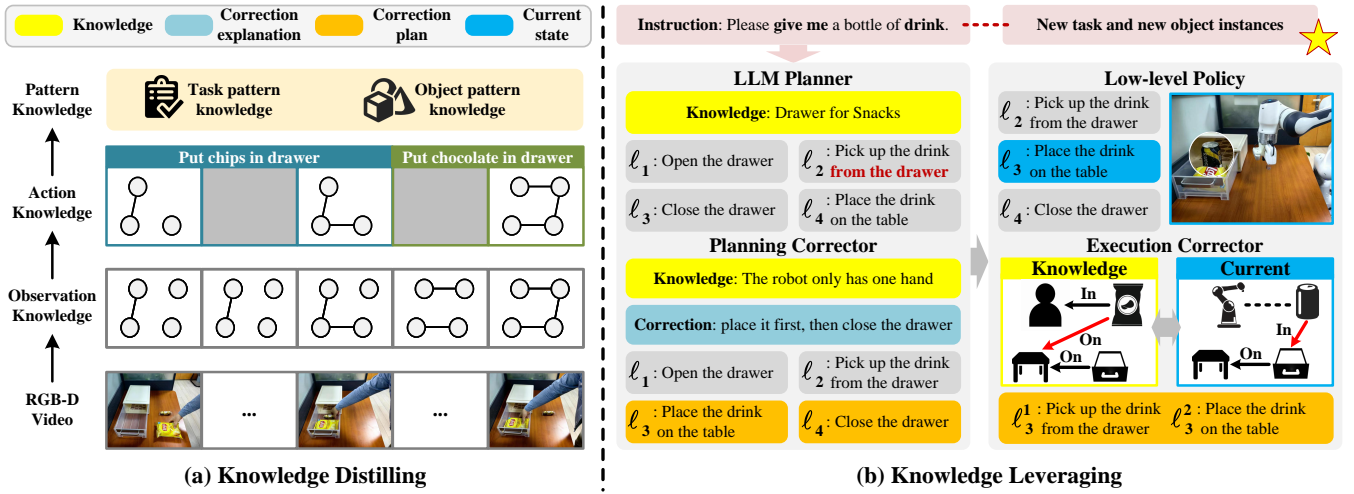 Knowledge
Correction
explanation
Correction
plan
Current
state
Pattern
Knowledge
Task pattern
knowledge
Object pattern
knowledge
Action
Knowledge
Put chips in drawer
Put chocolate in drawer
Observation
Knowledge
RGB-D
Video
...
...
(a) Knowledge Distilling
Instruction: Please give me a bottle of drink.
New task and new object instances
LLM Planner
Knowledge: Drawer for Snacks
ℓ1 : Open the drawer
ℓ2 : Pick up the drink
from the drawer
ℓ3 : Close the drawer
ℓ4 : Place the drink
on the table
Planning Corrector
Knowledge: The robot only has one hand
Correction: place it first, then close the drawer
ℓ1 : Open the drawer
ℓ2 : Pick up the drink
from the drawer
ℓ3 : Place the drink
on the table
ℓ4 : Close the drawer
Low-level Policy
ℓ2 : Pick up the drink
from the drawer
ℓ3 : Place the drink
on the table
ℓ4 : Close the drawer
Execution Corrector
Knowledge
In
On
On
Current
In
On
ℓ3^1 : Pick up the drink
from the drawer
ℓ3^2 : Place the drink
on the table
(b) Knowledge Leveraging